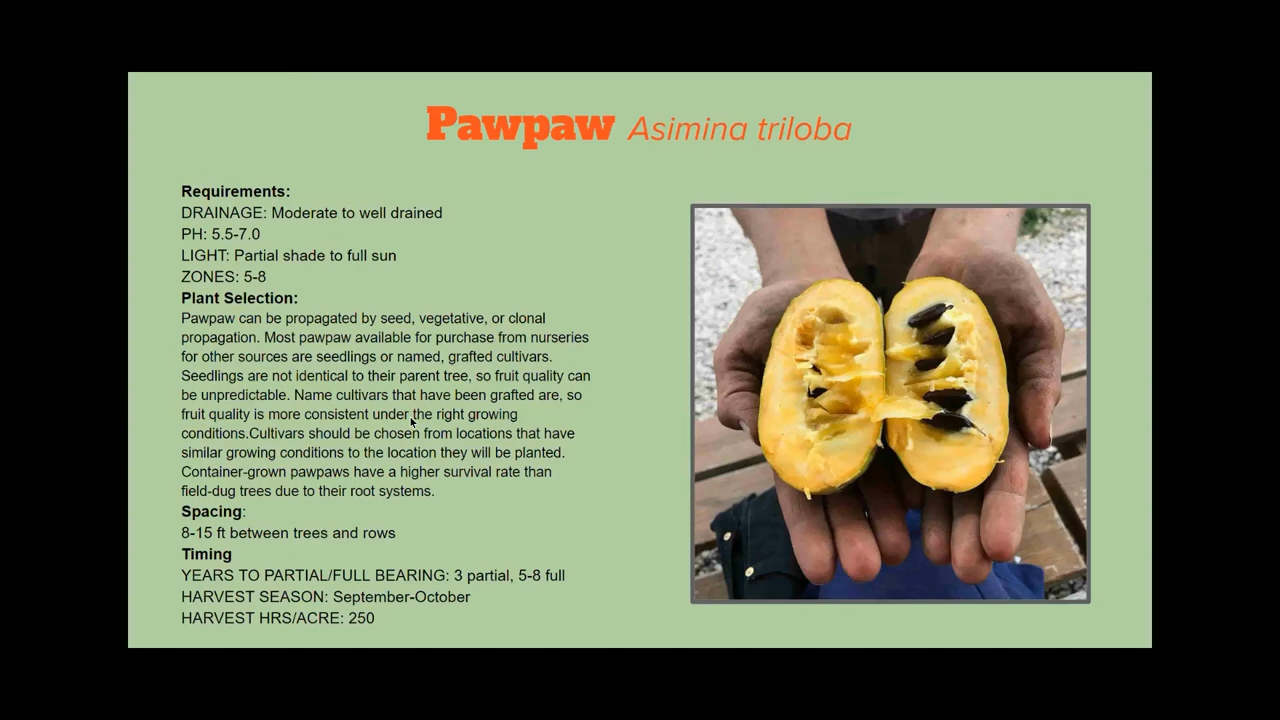 Pawpaw Asimina triloba
Requirements:
DRAINAGE: Moderate to well drained
PH: 5.5-7.0
LIGHT: Partial shade to full sun
ZONES: 5-8
Plant Selection:
Pawpaw can be propagated by seed, vegetative, or clonal
propagation. Most pawpaw available for purchase from nurseries
for other sources are seedlings or named, grafted cultivars.
Seedlings are not identical to their parent tree, so fruit quality can
be unpredictable. Name cultivars that have been grafted are, so
fruit quality is more consistent under the right growing
conditions.Cultivars should be chosen from locations that have
similar growing conditions to the location they will be planted.
Container-grown pawpaws have a higher survival rate than
field-dug trees due to their root systems.
Spacing:
8-15 ft between trees and rows
Timing
YEARS TO PARTIAL/FULL BEARING: 3 partial, 5-8 full
HARVEST SEASON: September-October
HARVEST HRS/ACRE: 250